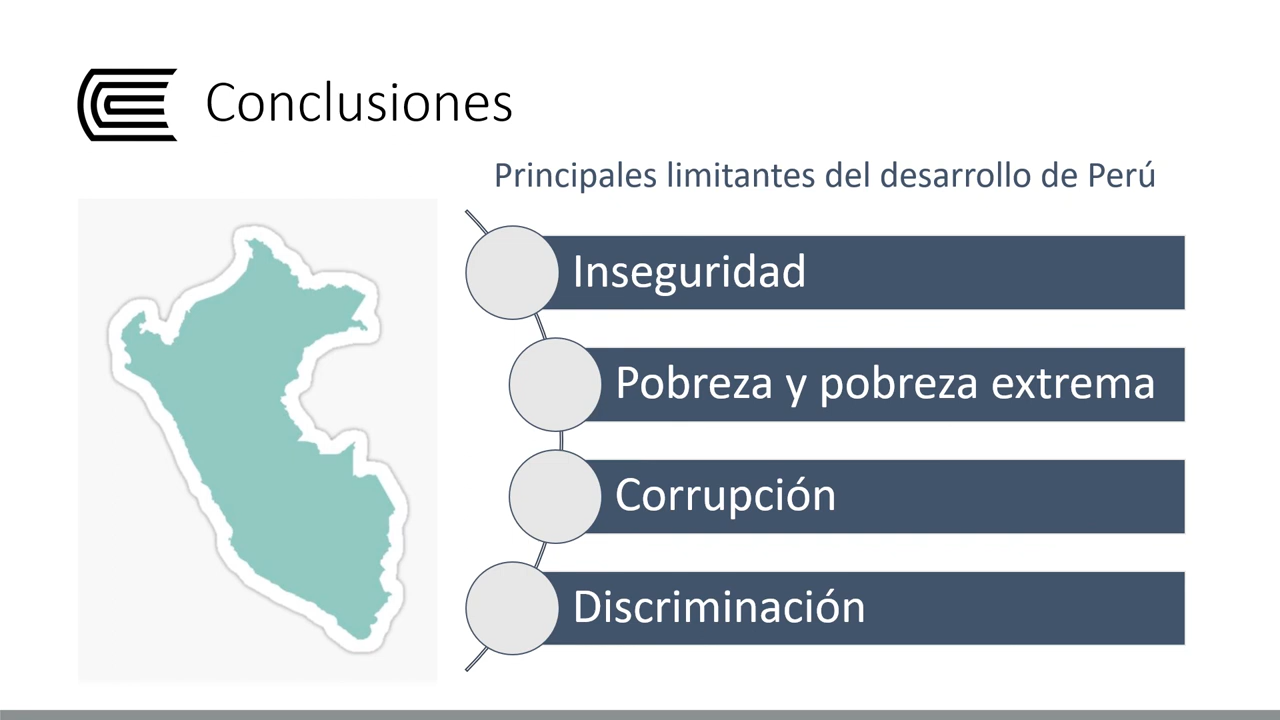 Conclusiones
Principales limitantes del desarrollo de Perú
Inseguridad
Pobreza y pobreza extrema
Corrupción
Discriminación